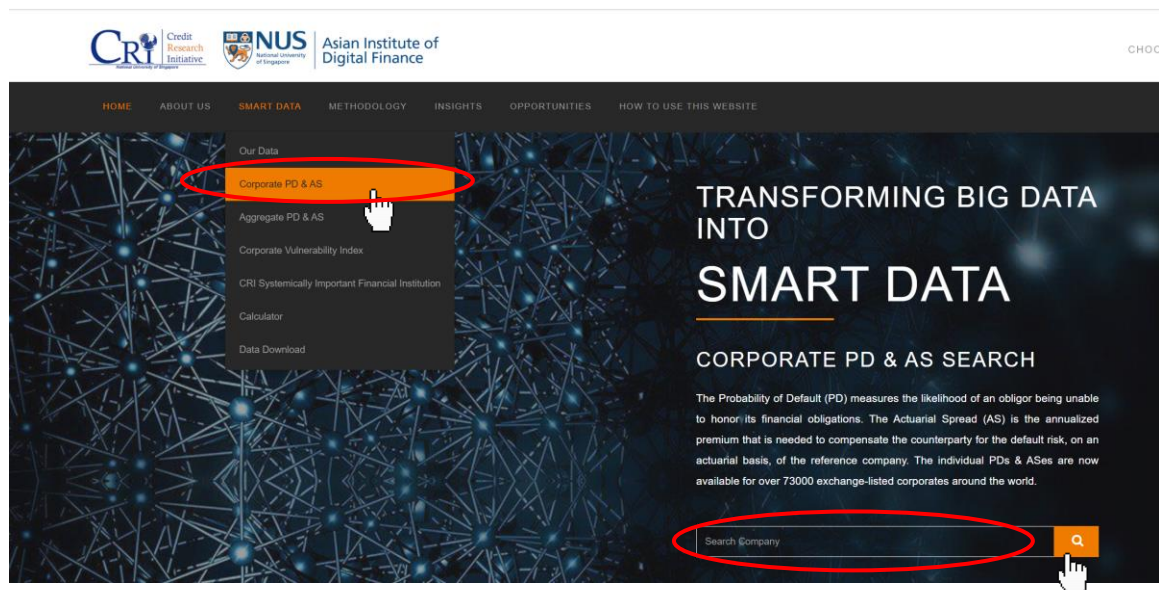 CRI Credit
Research
Initiative
National University of Singapore
NUS
National University
of Singapore
Asian Institute of
Digital Finance
CHOO
HOME ABOUT US SMART DATA METHODOLOGY INSIGHTS OPPORTUNITIES HOW TO USE THIS WEBSITE
Our Data
Corporate PD & AS
Aggregate PD & AS
Corporate Vulnerability Index
CRI Systemically Important Financial Institution
Calculator
Data Download
TRANSFORMING BIG DATA
INTO
SMART DATA
CORPORATE PD & AS SEARCH
The Probability of Default (PD) measures the likelihood of an obligor being unable
to honor its financial obligations. The Actuarial Spread (AS) is the annualized
premium that is needed to compensate the counterparty for the default risk, on an
actuarial basis, of the reference company. The individual PDs & ASes are now
available for over 73000 exchange-listed corporates around the world.
Search Company